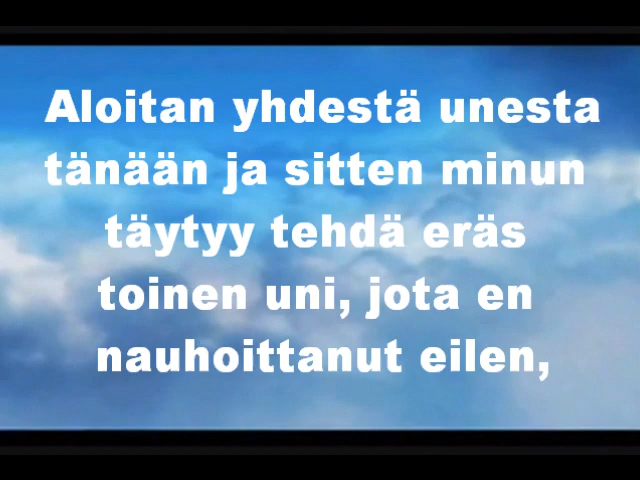 Aloitan yhdestä unesta
tänään ja sitten minun
täytyy tehdä eräs
toinen uni, jota en
nauhoittanut eilen,